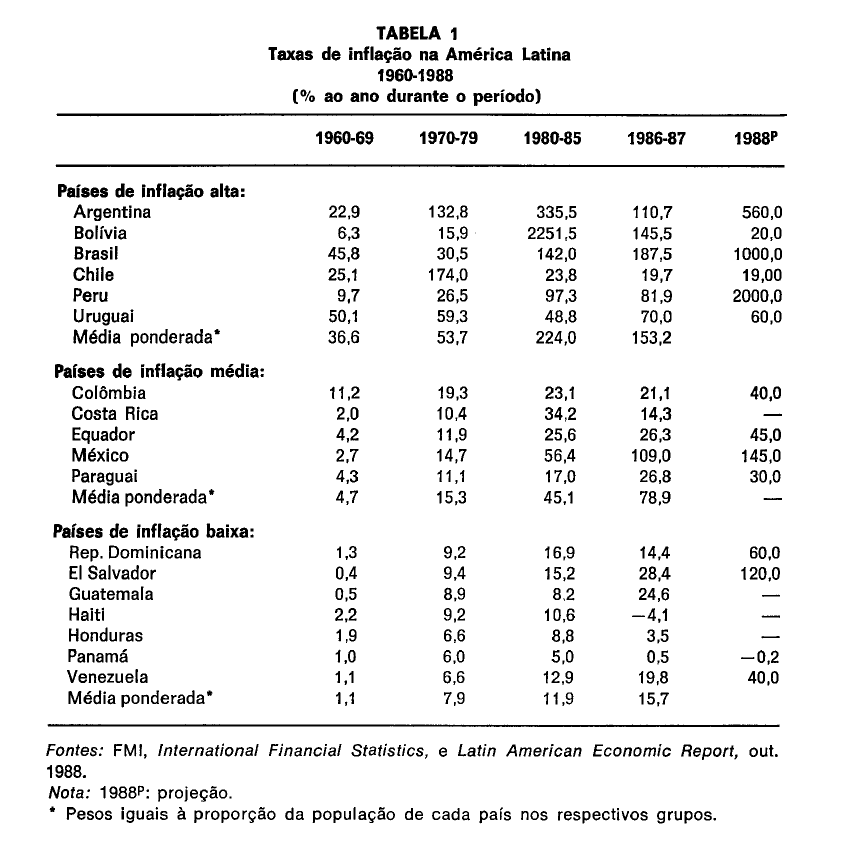 TABELA 1
Taxas de inflação na América Latina
1960-1988
(% ao ano durante o período)
1960-69 1970-79 1980-85 1986-87 1988P
Países de inflação alta:
Argentina 22,9 132,8 335,5 110,7 560,0
Bolívia 6,3 15,9 2251,5 145,5 20,0
Brasil 45,8 30,5 142,0 187,5 1000,0
Chile 25,1 174,0 23,8 19,7 19,00
Peru 9,7 26,5 97,3 81,9 2000,0
Uruguai 50,1 59,3 48,8 70,0 60,0
Média ponderada* 36,6 53,7 224,0 153,2
Países de inflação média:
Colômbia 11,2 19,3 23,1 21,1 40,0
Costa Rica 2,0 10,4 34,2 14,3 —
Equador 4,2 11,9 25,6 26,3 45,0
México 2,7 14,7 56,4 109,0 145,0
Paraguai 4,3 11,1 17,0 26,8 30,0
Média ponderada* 4,7 15,3 45,1 78,9 —
Países de inflação baixa:
Rep. Dominicana 1,3 9,2 16,9 14,4 60,0
El Salvador 0,4 9,4 15,2 28,4 120,0
Guatemala 0,5 8,9 8,2 24,6 —
Haiti 2,2 9,2 10,6 —4,1 —
Honduras 1,9 6,6 8,8 3,5 —
Panamá 1,0 6,0 5,0 0,5 —0,2
Venezuela 1,1 6,6 12,9 19,8 40,0
Média ponderada* 1,1 7,9 11,9 15,7
Fontes: FMI, International Financial Statistics, e Latin American Economic Report, out.
1988.
Nota: 1988P: projeção.
* Pesos iguais à proporção da população de cada país nos respectivos grupos.